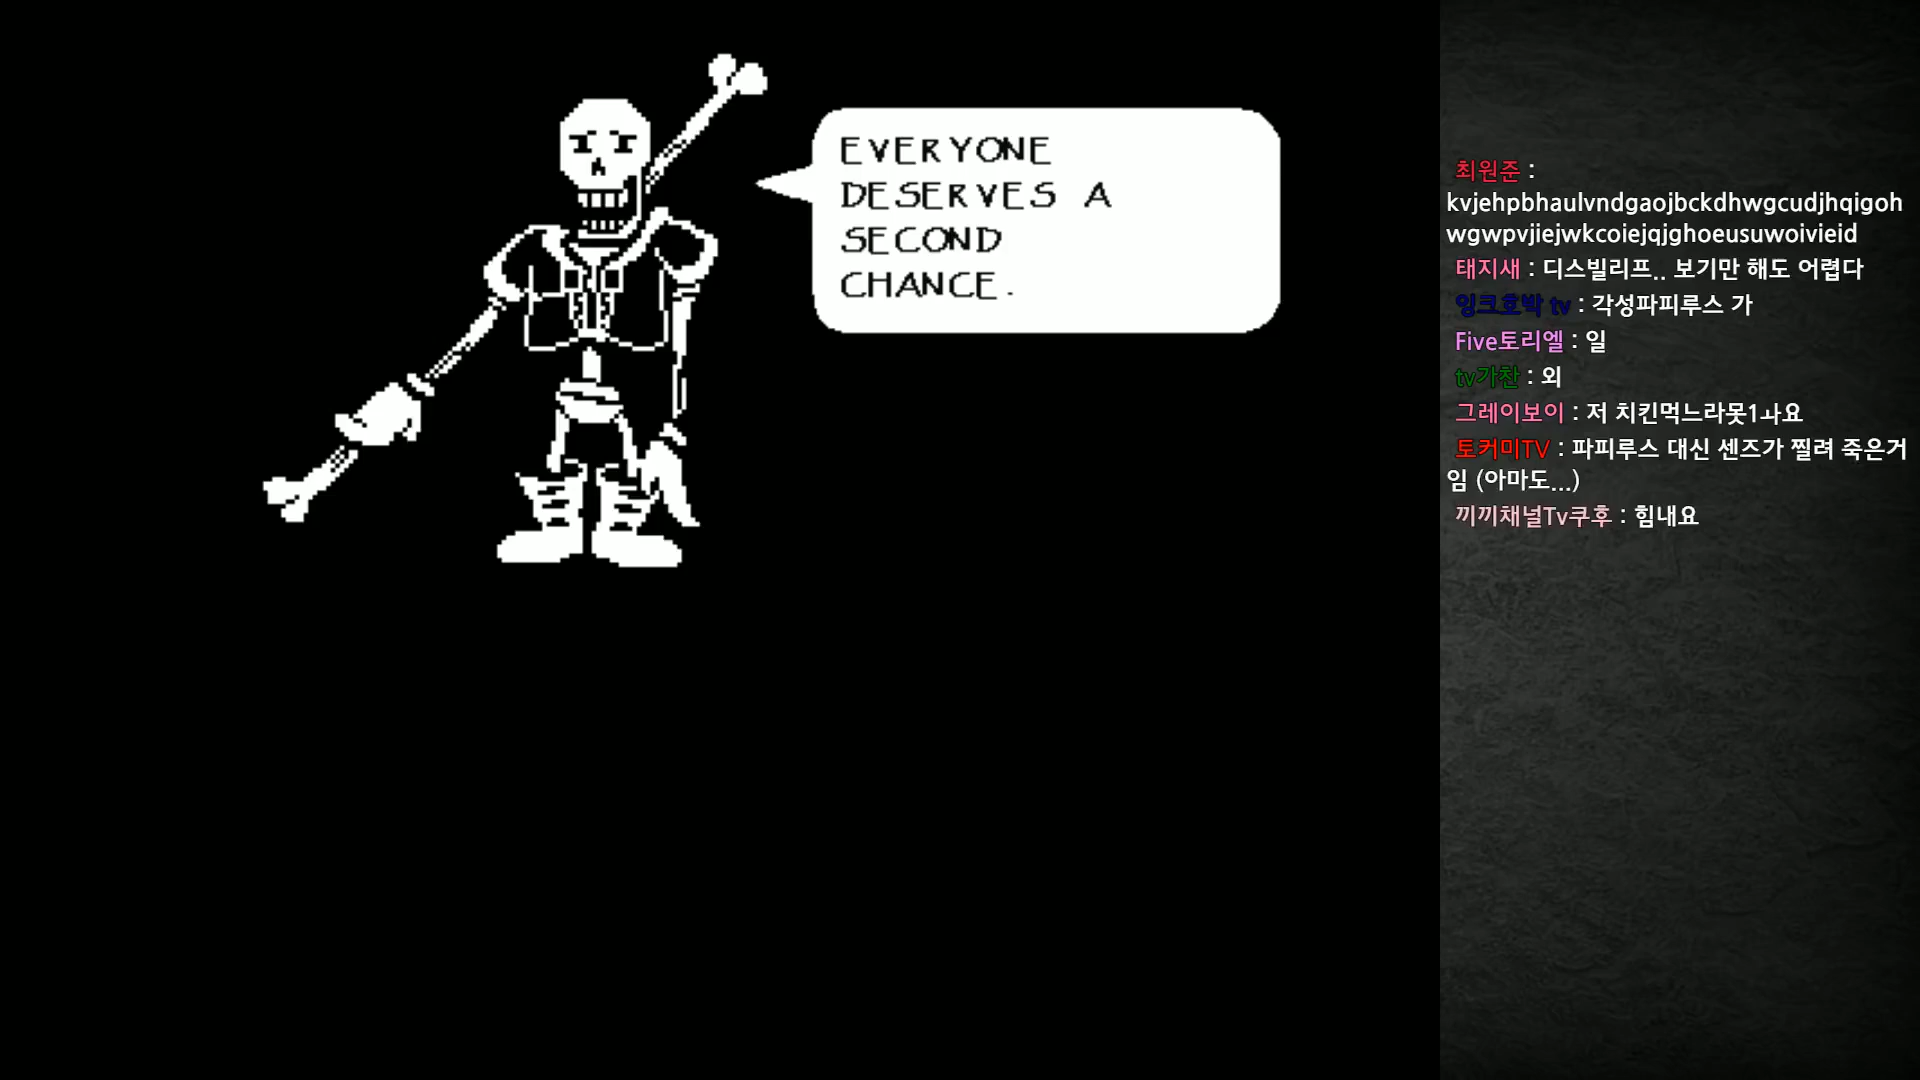 EVERYONE
DESERVES A
SECOND
CHANCE.
최원준 :
kvjehpbhaulvndgaojbckdhwgcudjhqigoh
wgwpvjiejwkcoiejqjghoeusuwoivieid
태지새 : 디스빌리프.. 보기만 해도 어렵다
잉크호박 tv : 각성파피루스 가
Five토리엘 : 일
tv가찬 : 외
그레이보이 : 저 치킨먹느라못1ㅘ요
토커미TV : 파피루스 대신 센즈가 찔려 죽은거
임 (아마도...)
끼끼채널Tv쿠후 : 힘내요